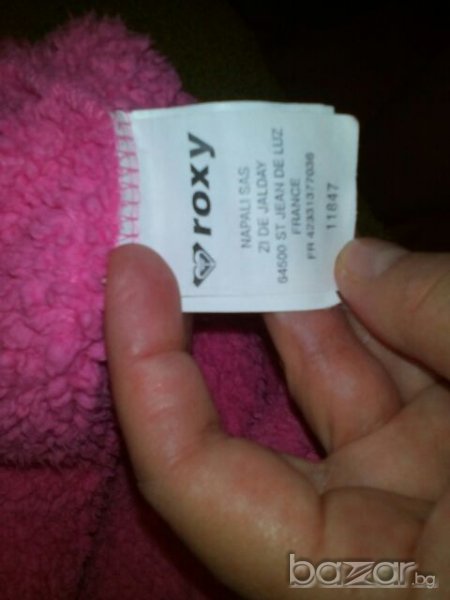 roxy
NAPALI SAS
ZI DE JALDAY
64500 ST JEAN DE LUZ
FRANCE
FR 42331377036
11847
bazar.bg